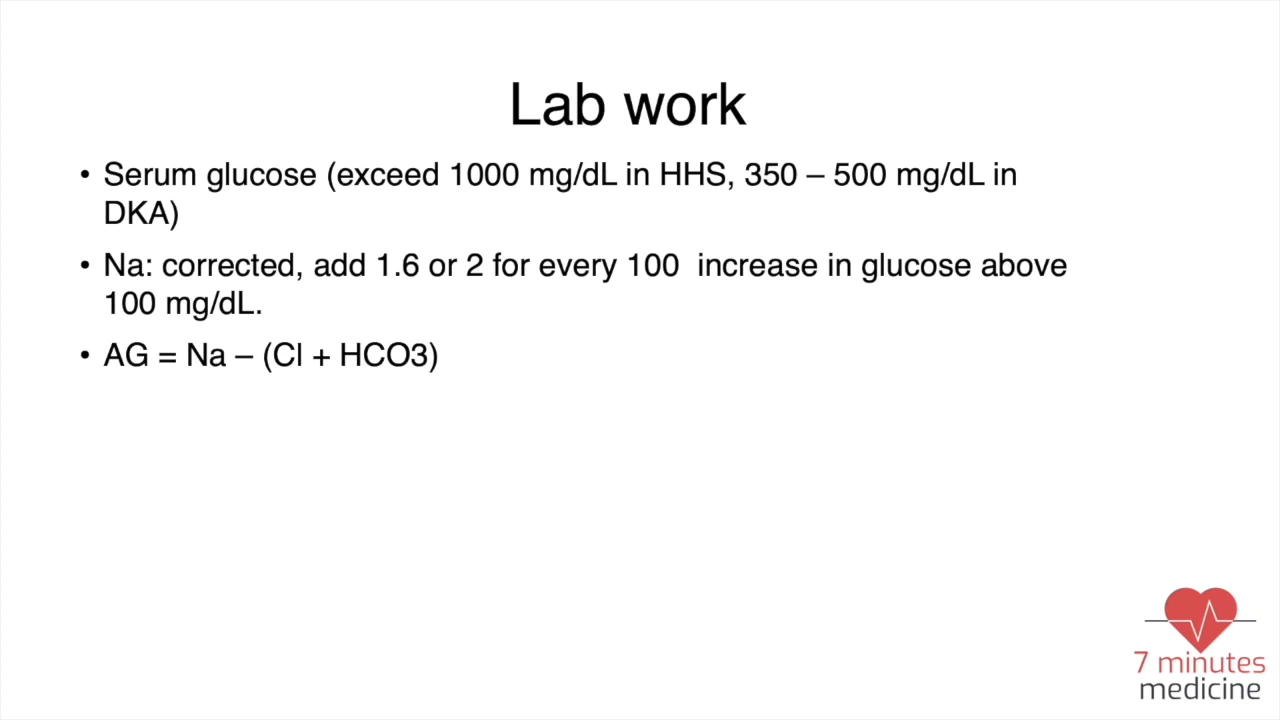 Lab work
• Serum glucose (exceed 1000 mg/dL in HHS, 350 – 500 mg/dL in
DKA)
• Na: corrected, add 1.6 or 2 for every 100  increase in glucose above
100 mg/dL.
• AG = Na – (Cl + HCO3)
7 minutes
medicine